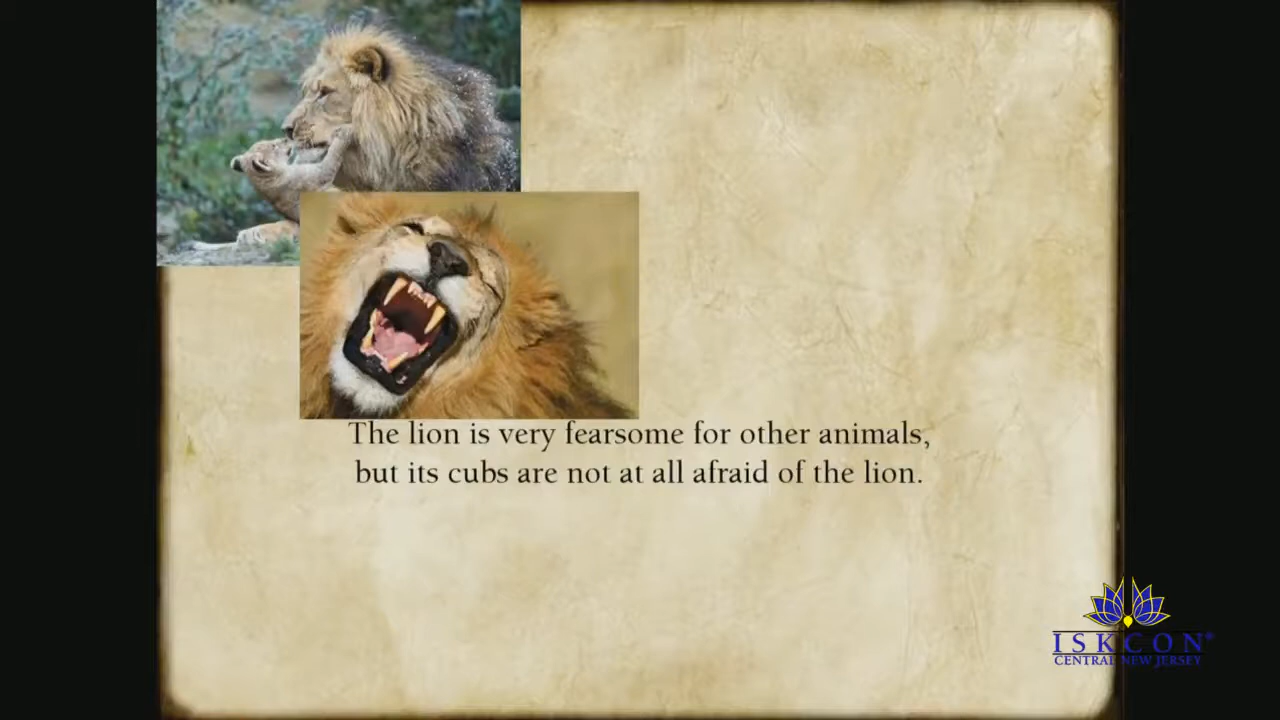 The lion is very fearsome for other animals,
but its cubs are not at all afraid of the lion.
ISKCON®
CENTRAL NEW JERSEY